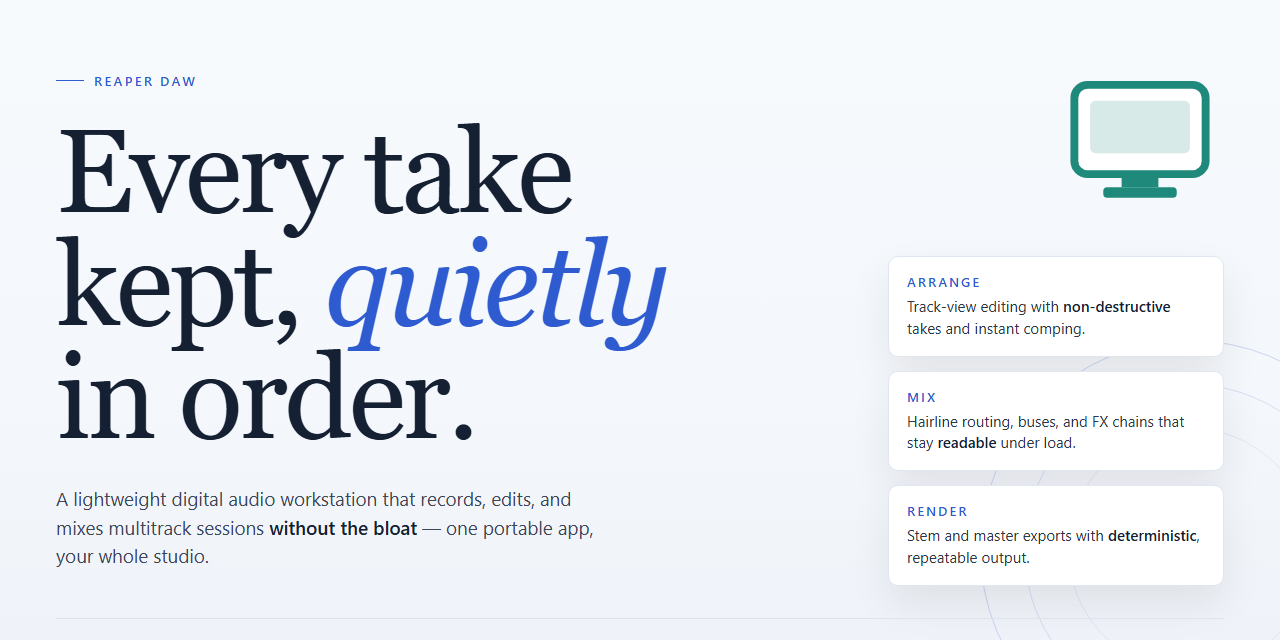 REAPER DAW
Every take
kept, quietly
in order.
A lightweight digital audio workstation that records, edits, and
mixes multitrack sessions without the bloat — one portable app,
your whole studio.
ARRANGE
Track-view editing with non-destructive
takes and instant comping.
MIX
Hairline routing, buses, and FX chains that
stay readable under load.
RENDER
Stem and master exports with deterministic,
repeatable output.